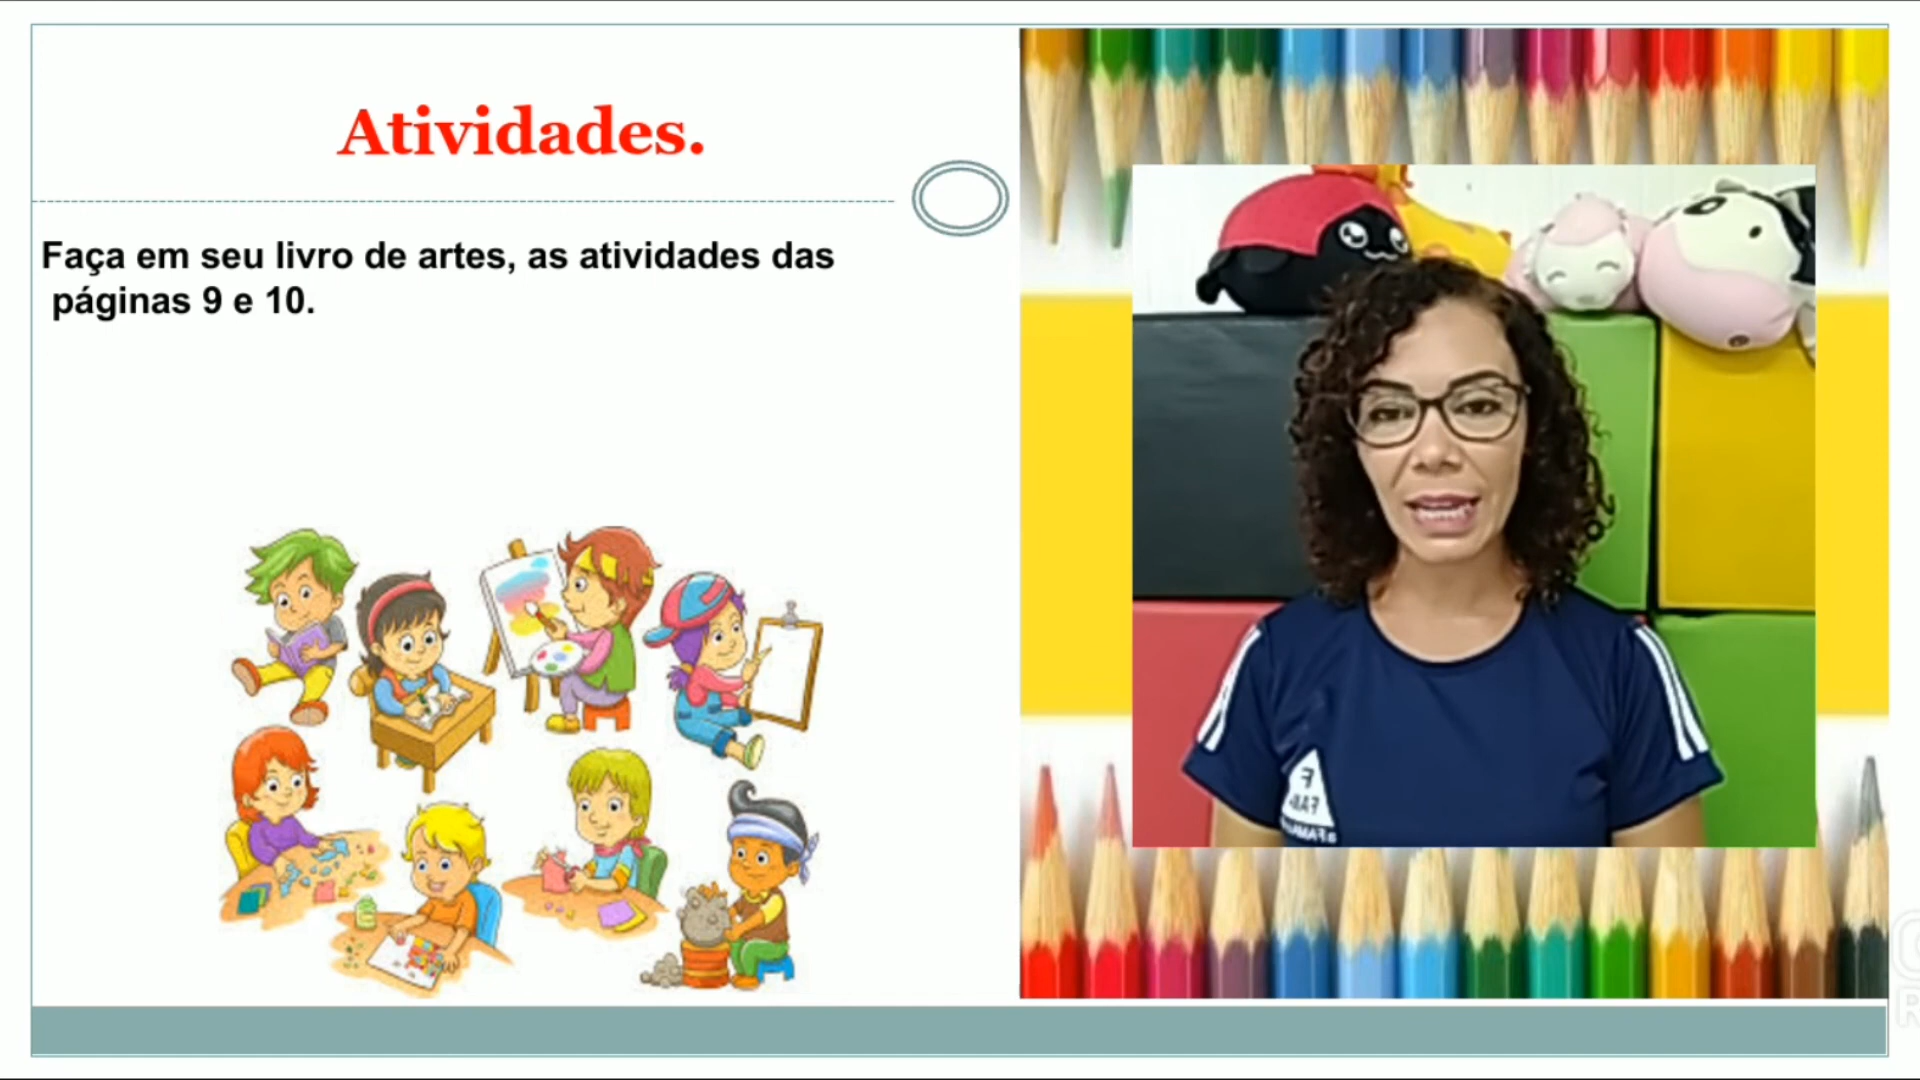 Atividades.
Faça em seu livro de artes, as atividades das
páginas 9 e 10.